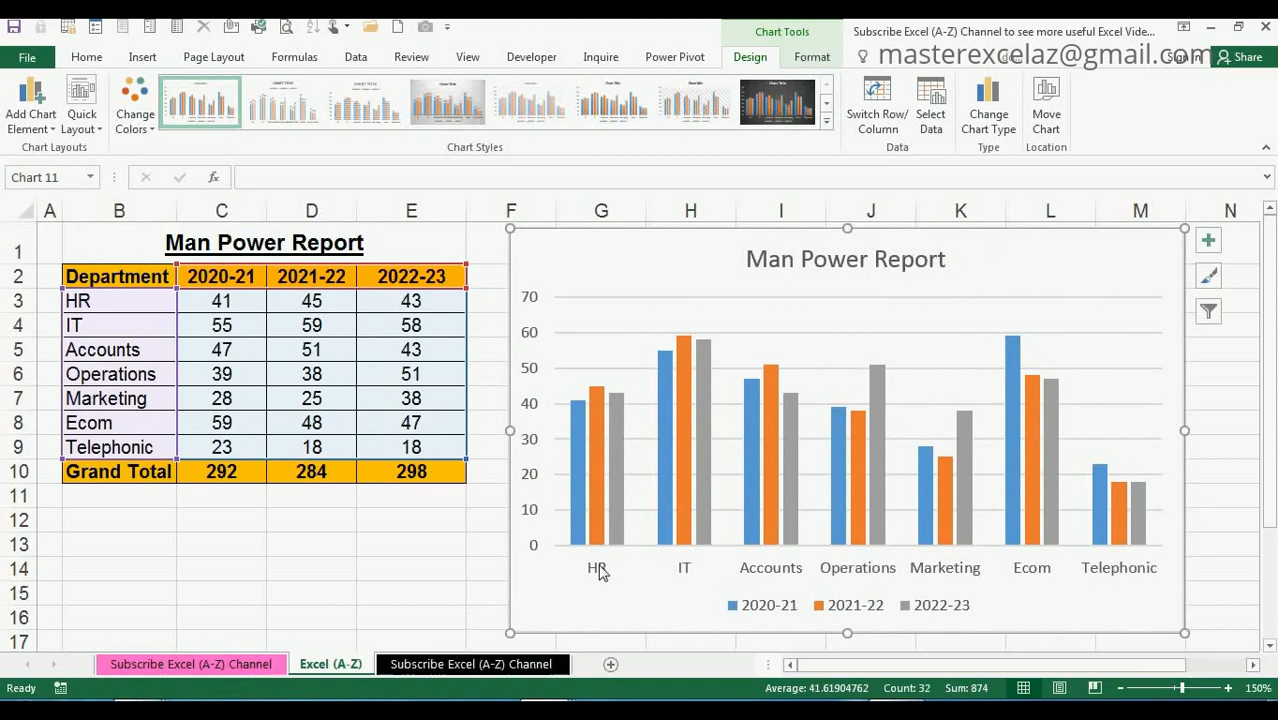 Chart Tools
Subscribe Excel (A-Z) Channel to see more useful Excel Vide...
masterexcelaz@gmail.com
File Home Insert Page Layout Formulas Data Review View Developer Inquire Power Pivot Design Format Share
Add Chart Element
Quick Layout
Change Colors
Switch Row/ Column
Select Data
Change Chart Type
Move Chart
Chart Layouts Chart Styles Data Type Location
Chart 11 fx
A B C D E F G H I J K L M N
1 Man Power Report
2 Department 2020-21 2021-22 2022-23
3 HR 41 45 43
4 IT 55 59 58
5 Accounts 47 51 43
6 Operations 39 38 51
7 Marketing 28 25 38
8 Ecom 59 48 47
9 Telephonic 23 18 18
10 Grand Total 292 284 298
11
12
13
14
15
16
17
Man Power Report
70
60
50
40
30
20
10
0
HR IT Accounts Operations Marketing Ecom Telephonic
2020-21 2021-22 2022-23
Subscribe Excel (A-Z) Channel Excel (A-Z) Subscribe Excel (A-Z) Channel
Ready Average: 41.61904762 Count: 32 Sum: 874 150%